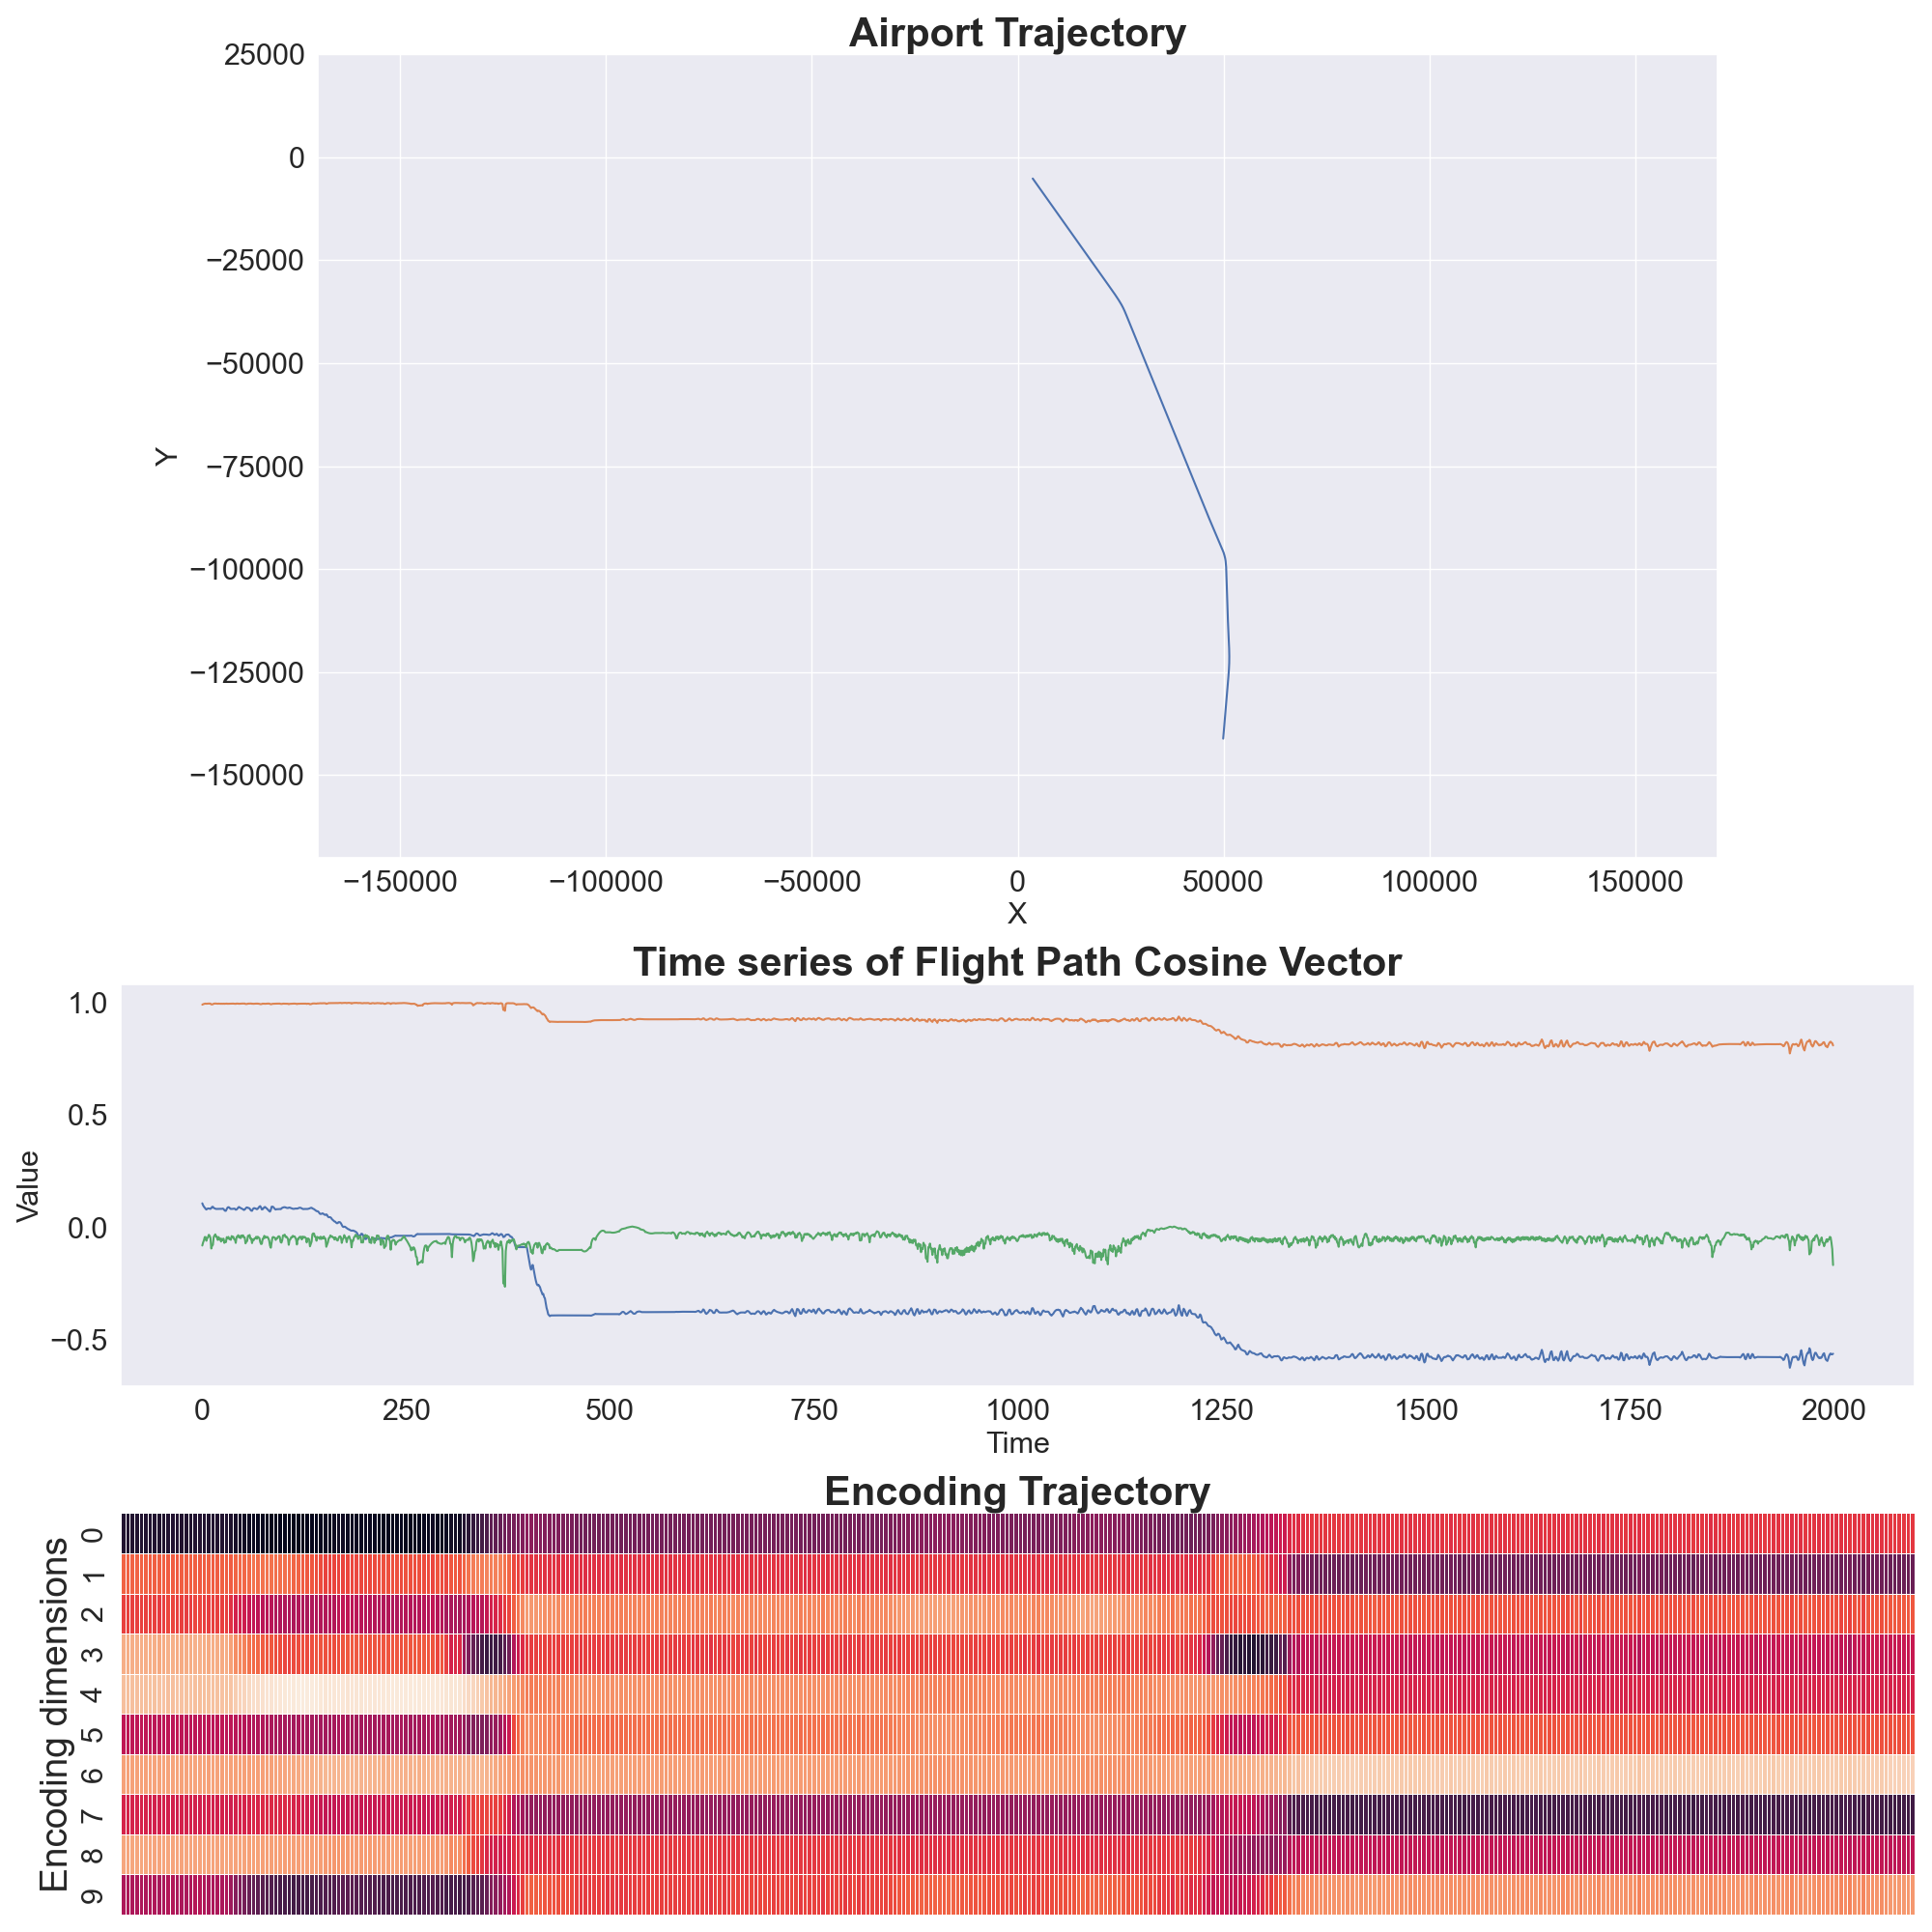 Airport Trajectory
25000
0
−25000
−50000
−75000
−100000
−125000
−150000
Y
−150000 −100000 −50000 0 50000 100000 150000
X
Time series of Flight Path Cosine Vector
1.0
0.5
0.0
−0.5
Value
0 250 500 750 1000 1250 1500 1750 2000
Time
Encoding Trajectory
Encoding dimensions
0
1
2
3
4
5
6
7
8
9